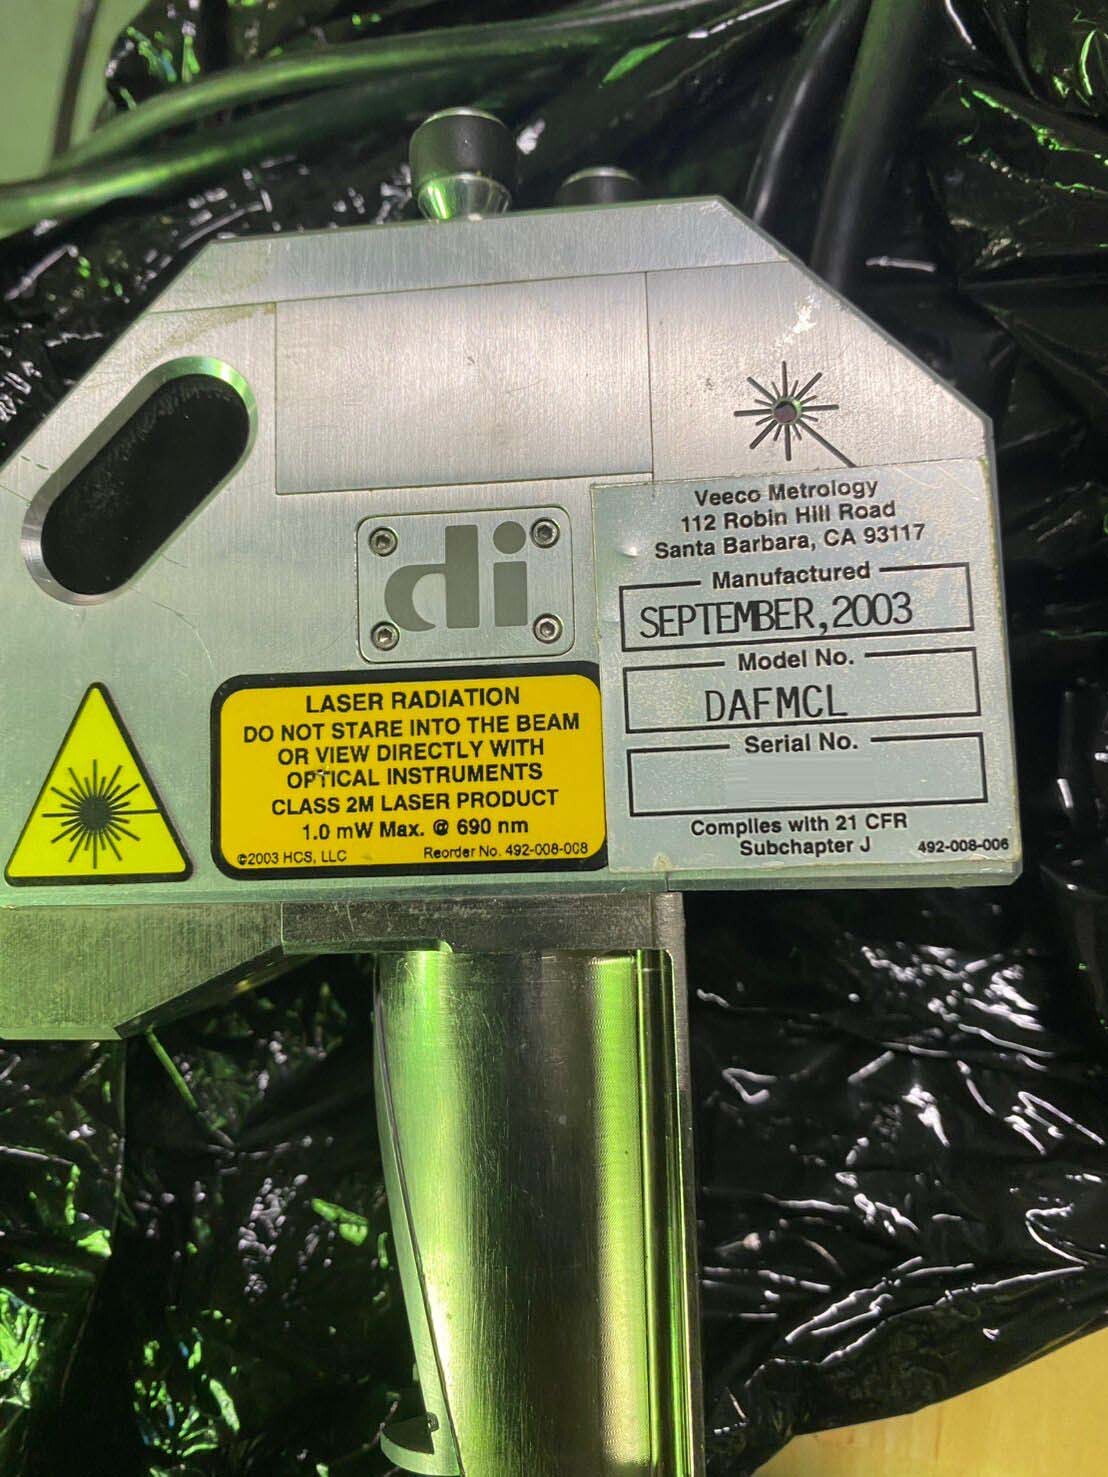 di
Veeco Metrology
112 Robin Hill Road
Santa Barbara, CA 93117
Manufactured
SEPTEMBER,2003
Model No.
DAFMCL
Serial No.
Complies with 21 CFR
Subchapter J
492-008-006
LASER RADIATION
DO NOT STARE INTO THE BEAM
OR VIEW DIRECTLY WITH
OPTICAL INSTRUMENTS
CLASS 2M LASER PRODUCT
1.0 mW Max. @ 690 nm
©2003 HCS, LLC Reorder No. 492-008-008